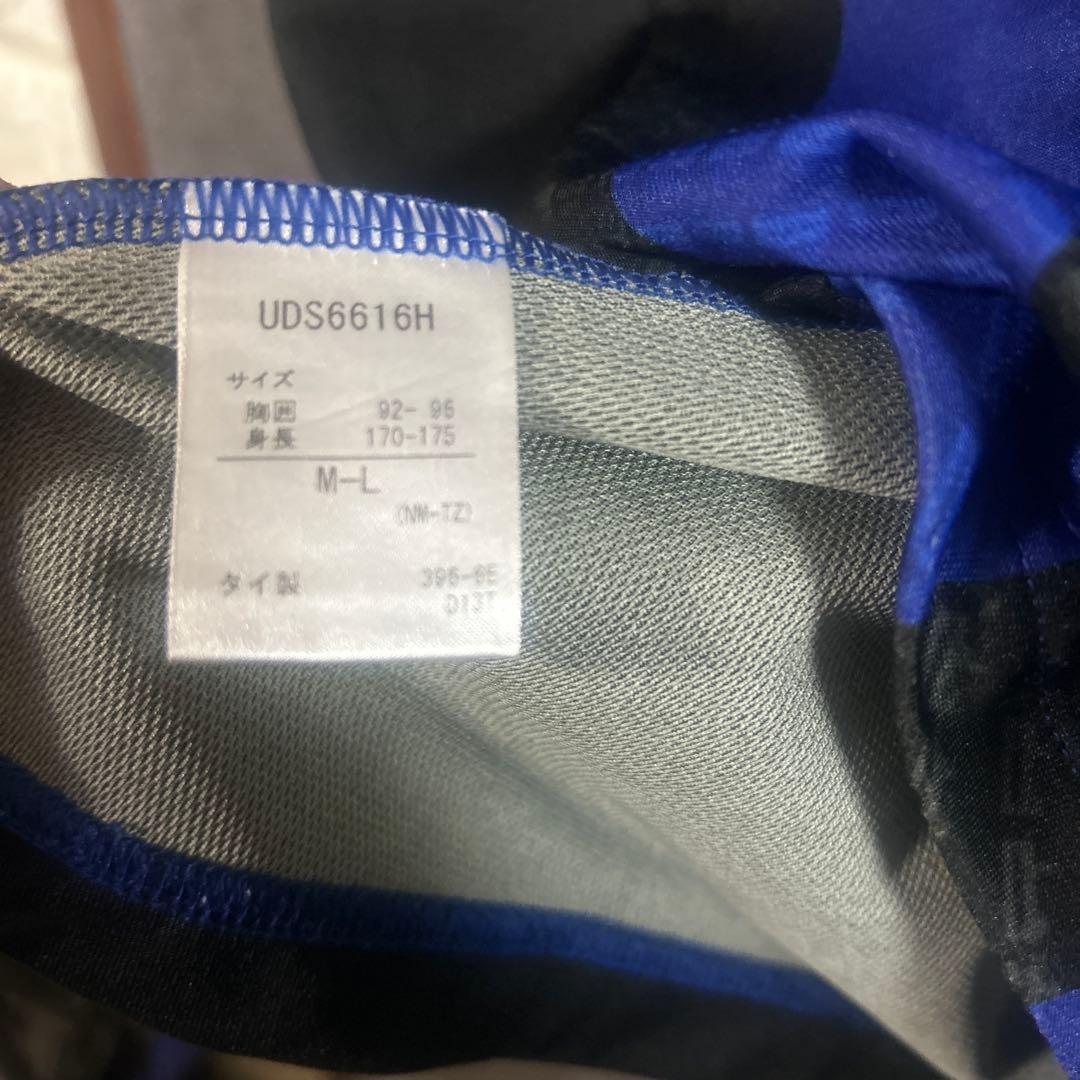 UDS6616H
サイズ
胸囲 92-96
身長 170-175
M-L
(NM-TZ)
タイ製 396-6E
D13T